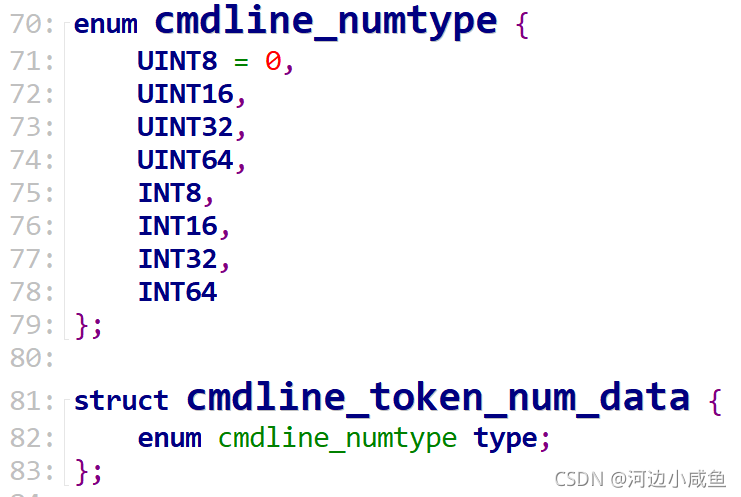 70: enum cmdline_numtype {
71:     UINT8 = 0,
72:     UINT16,
73:     UINT32,
74:     UINT64,
75:     INT8,
76:     INT16,
77:     INT32,
78:     INT64
79: };
80:
81: struct cmdline_token_num_data {
82:     enum cmdline_numtype type;
83: };
CSDN @河边小咸鱼